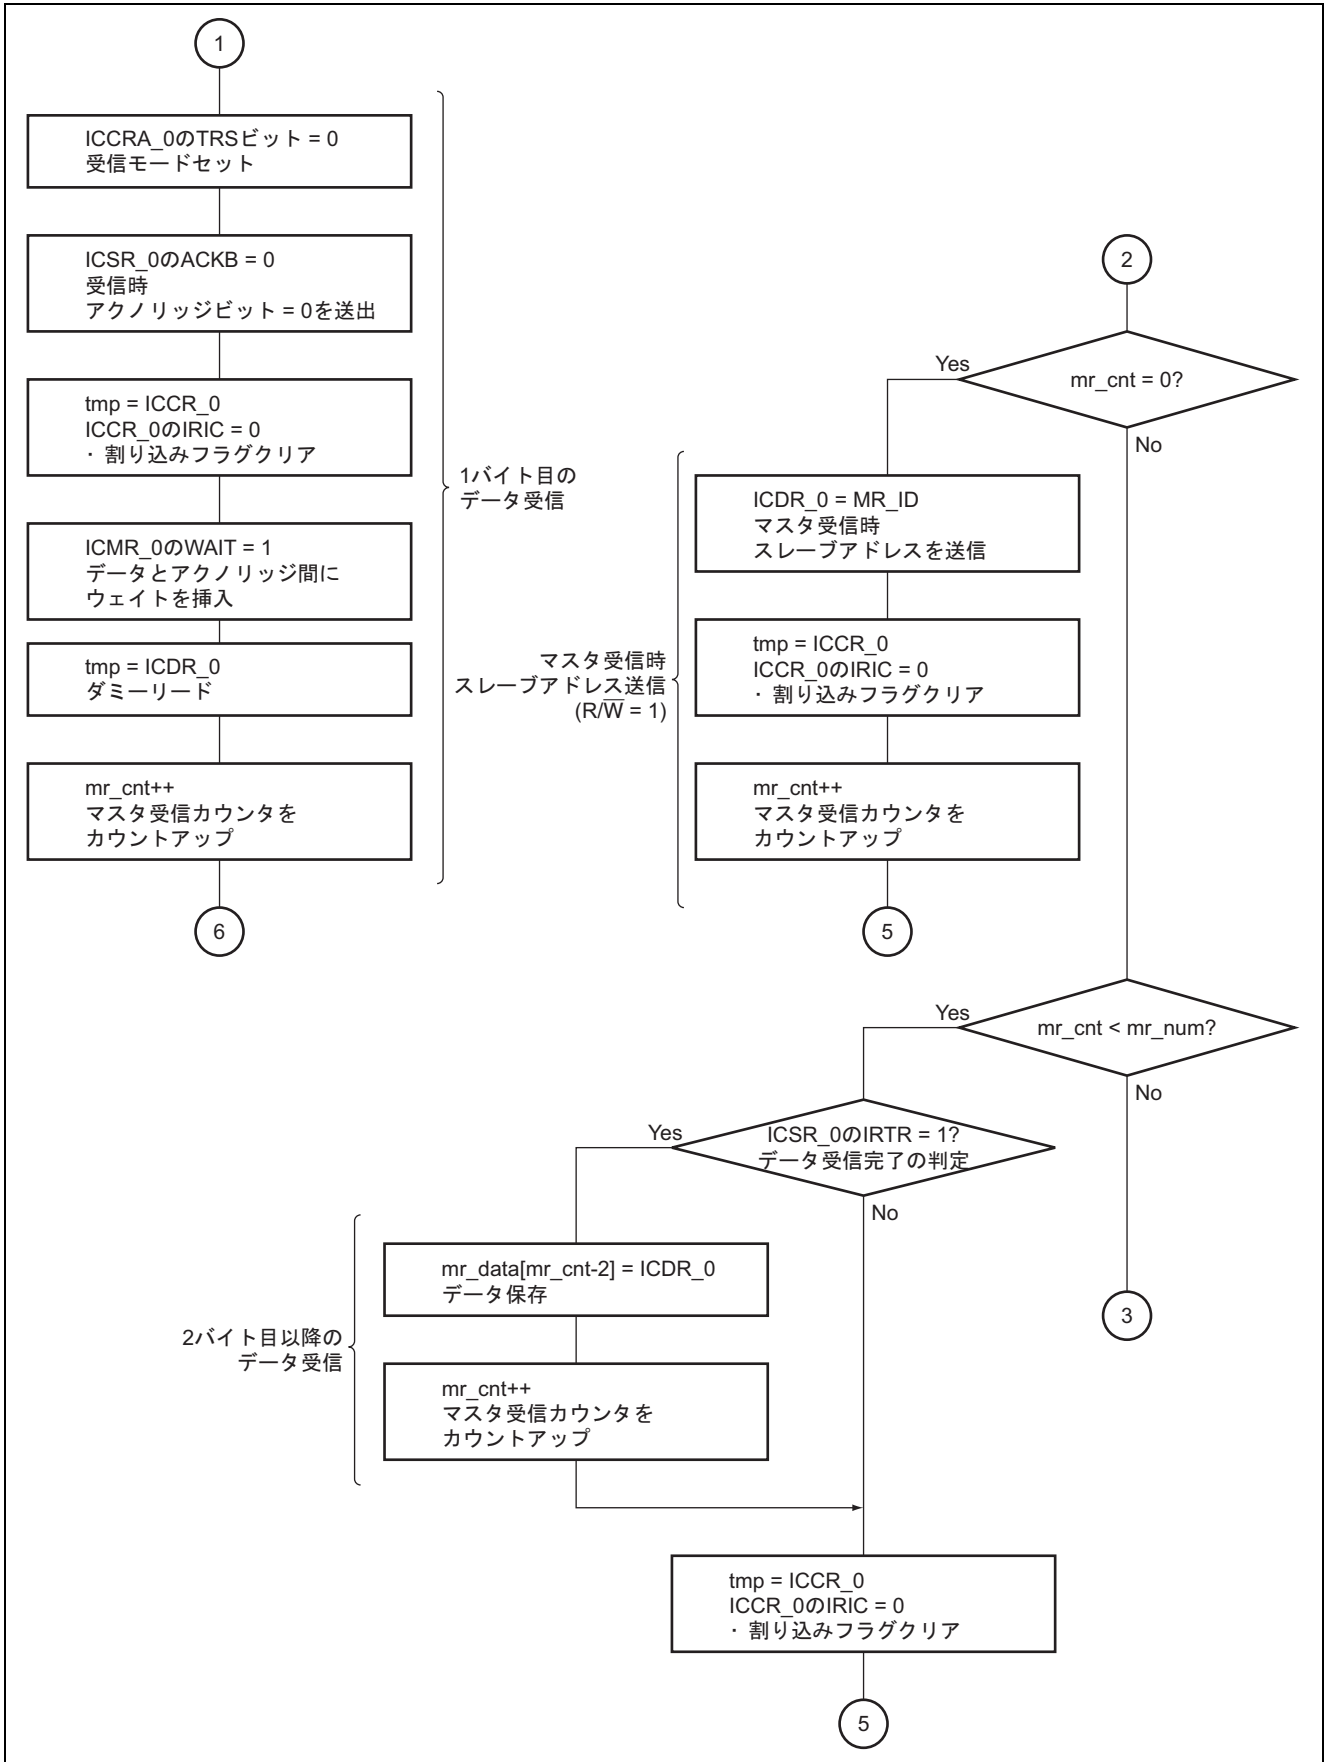 1
ICCRA_0のTRSビット = 0
受信モードセット
ICSR_0のACKB = 0
受信時
アクノリッジビット = 0を送出
tmp = ICCR_0
ICCR_0のIRIC = 0
・割り込みフラグクリア
ICMR_0のWAIT = 1
データとアクノリッジ間に
ウェイトを挿入
tmp = ICDR_0
ダミーリード
mr_cnt++
マスタ受信カウンタを
カウントアップ
6
1バイト目の
データ受信
2
mr_cnt = 0?
Yes
No
ICDR_0 = MR_ID
マスタ受信時
スレーブアドレスを送信
tmp = ICCR_0
ICCR_0のIRIC = 0
・割り込みフラグクリア
mr_cnt++
マスタ受信カウンタを
カウントアップ
5
マスタ受信時
スレーブアドレス送信
(R/W̅ = 1)
mr_cnt < mr_num?
Yes
No
3
ICSR_0のIRTR = 1?
データ受信完了の判定
Yes
No
mr_data[mr_cnt-2] = ICDR_0
データ保存
mr_cnt++
マスタ受信カウンタを
カウントアップ
2バイト目以降の
データ受信
tmp = ICCR_0
ICCR_0のIRIC = 0
・割り込みフラグクリア
5